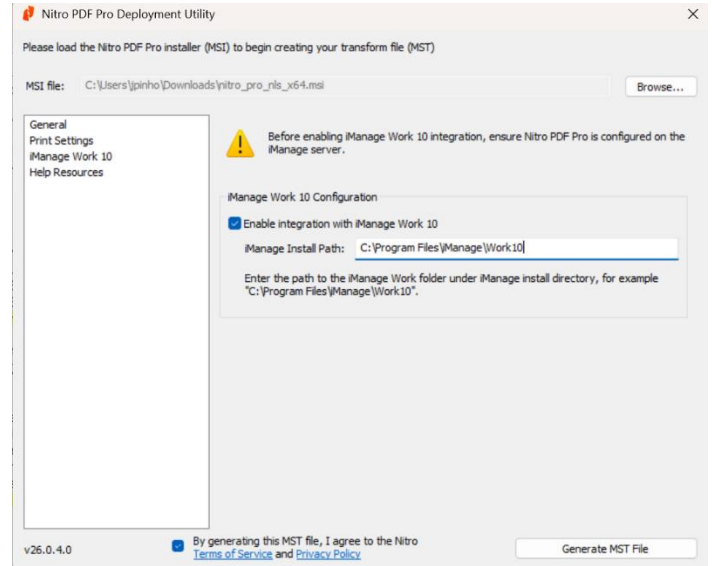 Nitro PDF Pro Deployment Utility
Please load the Nitro PDF Pro installer (MSI) to begin creating your transform file (MST)
MSI file: C:\Users\jpinho\Downloads\nitro_pro_nls_x64.msi Browse...
General
Print Settings
iManage Work 10
Help Resources
Before enabling iManage Work 10 integration, ensure Nitro PDF Pro is configured on the
iManage server.
iManage Work 10 Configuration
Enable integration with iManage Work 10
iManage Install Path: C:\Program Files\iManage\Work10
Enter the path to the iManage Work folder under iManage install directory, for example
"C:\Program Files\iManage\Work10".
v26.0.4.0
By generating this MST file, I agree to the Nitro
Terms of Service and Privacy Policy
Generate MST File